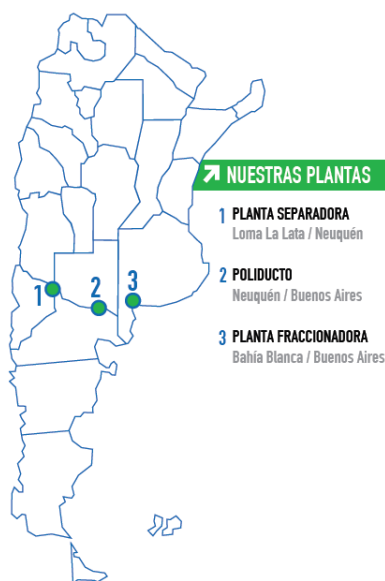 NUESTRAS PLANTAS
1 PLANTA SEPARADORA
Loma La Lata / Neuquén
2 POLIDUCTO
Neuquén / Buenos Aires
3 PLANTA FRACCIONADORA
Bahía Blanca / Buenos Aires
1
2
3